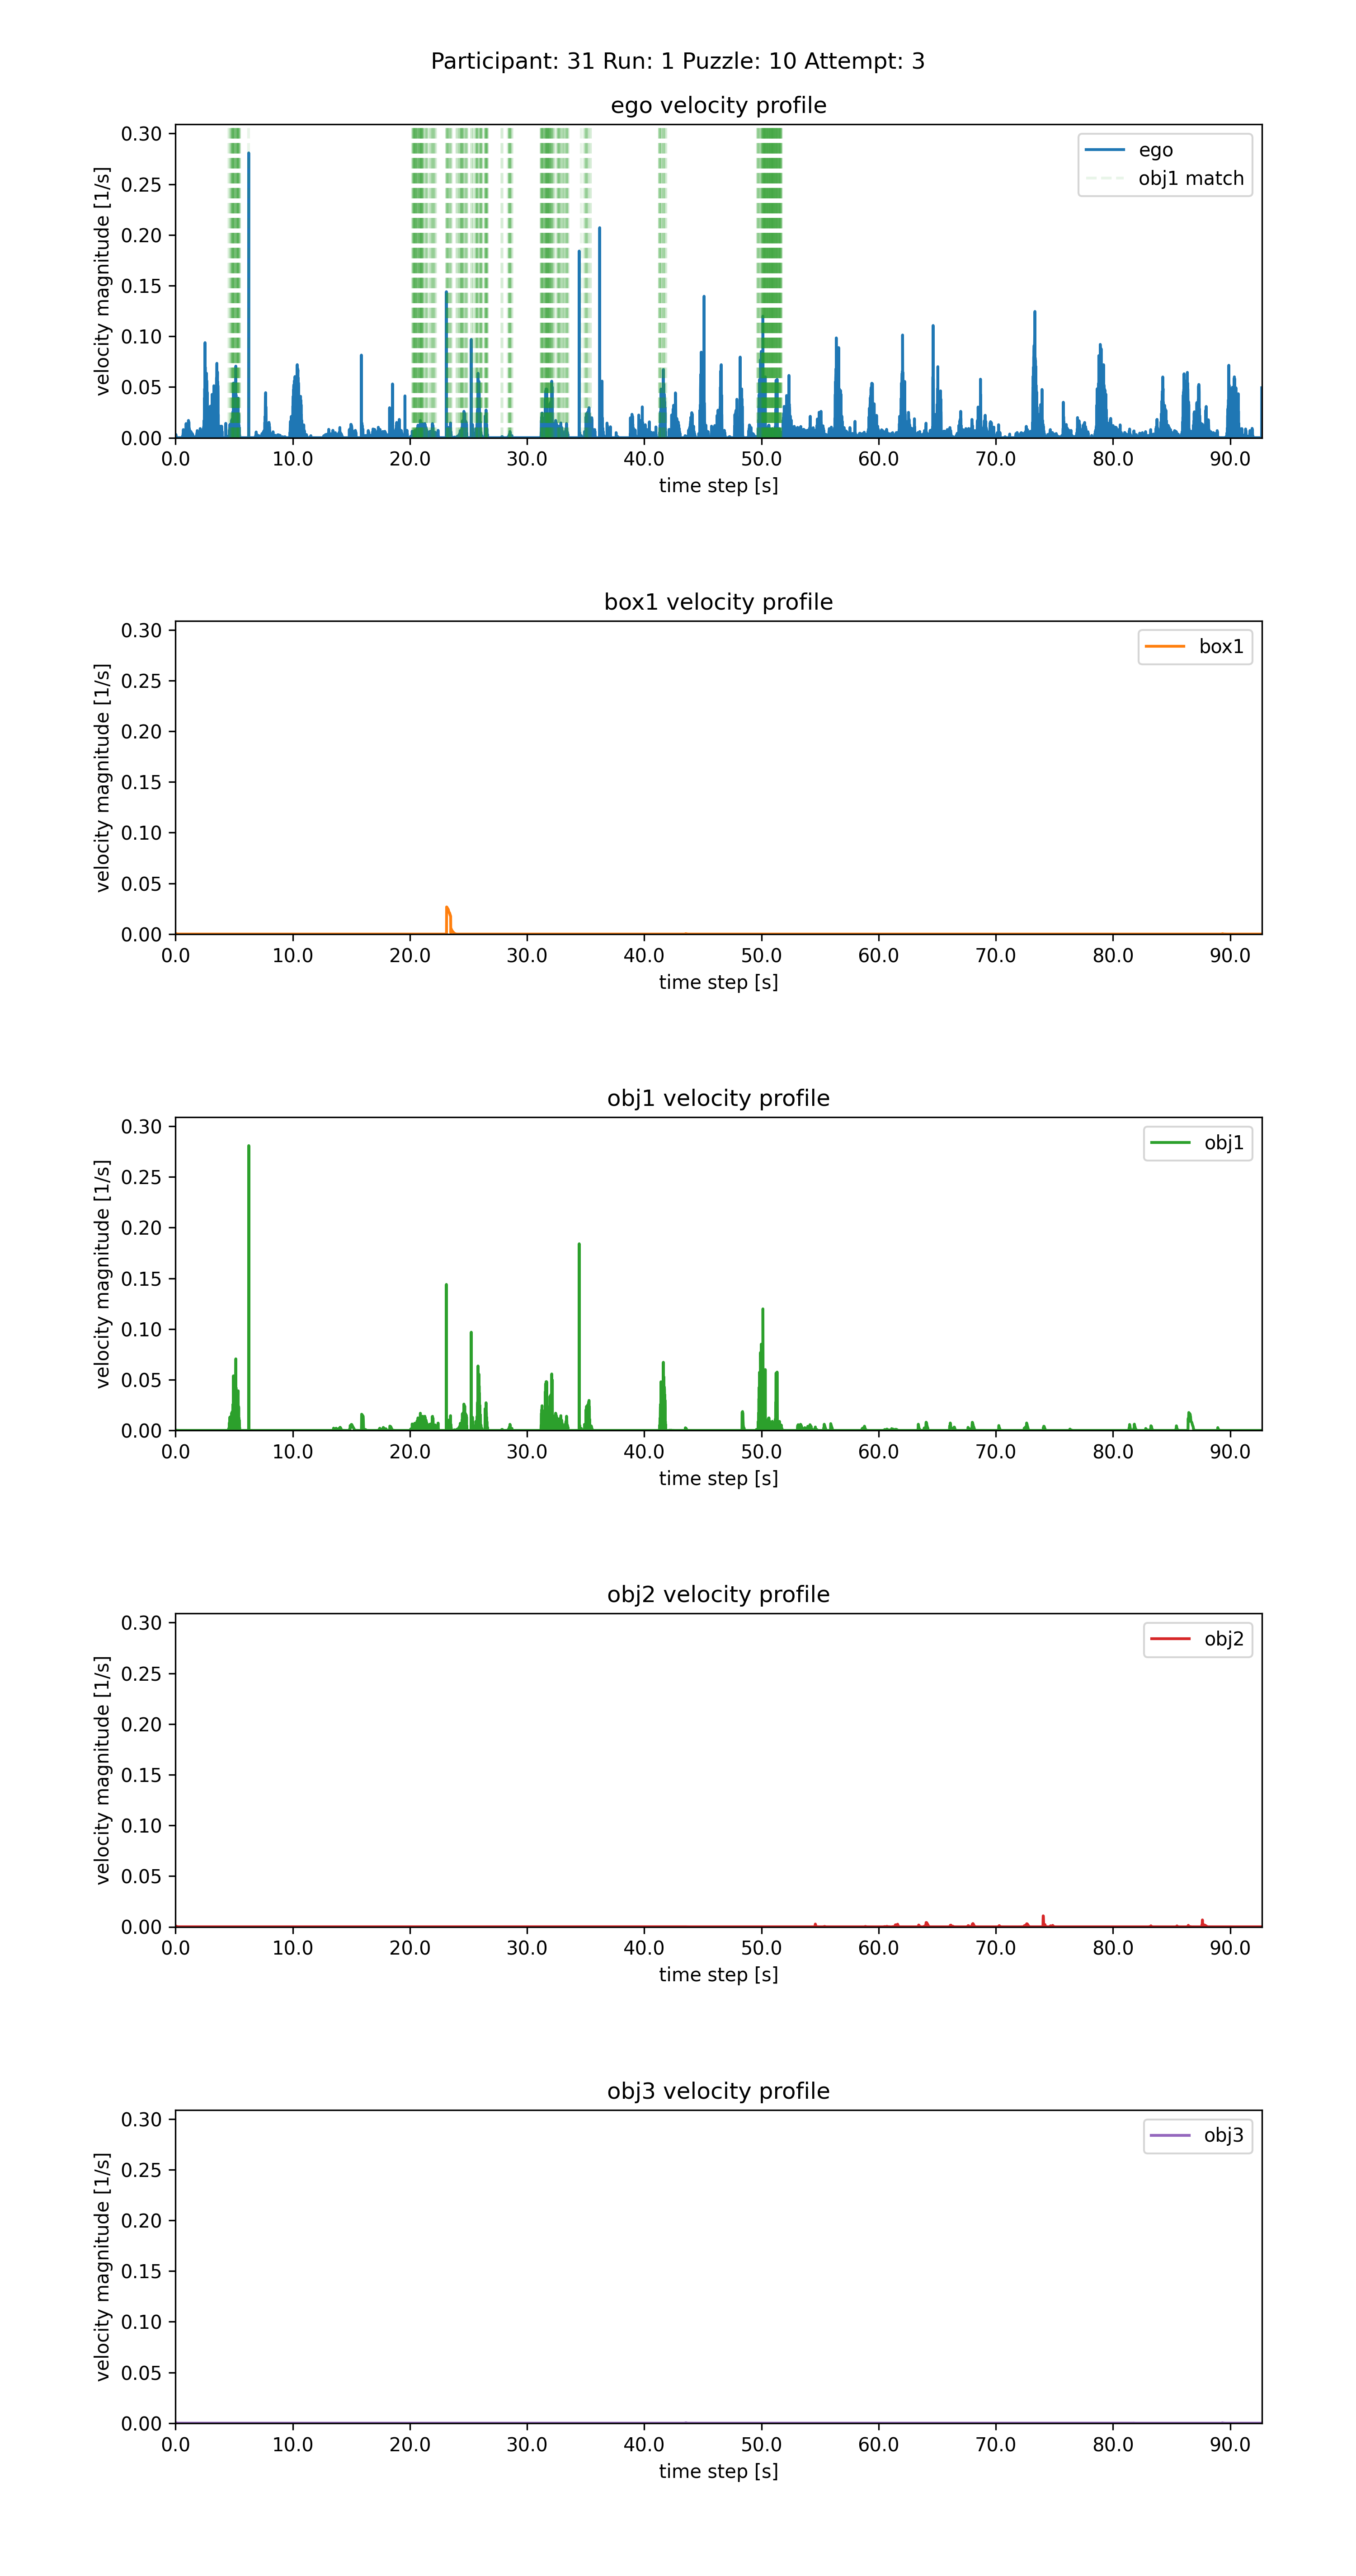 Participant: 31 Run: 1 Puzzle: 10 Attempt: 3
ego velocity profile
velocity magnitude [1/s]
0.30
0.25
0.20
0.15
0.10
0.05
0.00
ego
obj1 match
0.0 10.0 20.0 30.0 40.0 50.0 60.0 70.0 80.0 90.0
time step [s]
box1 velocity profile
velocity magnitude [1/s]
0.30
0.25
0.20
0.15
0.10
0.05
0.00
box1
0.0 10.0 20.0 30.0 40.0 50.0 60.0 70.0 80.0 90.0
time step [s]
obj1 velocity profile
velocity magnitude [1/s]
0.30
0.25
0.20
0.15
0.10
0.05
0.00
obj1
0.0 10.0 20.0 30.0 40.0 50.0 60.0 70.0 80.0 90.0
time step [s]
obj2 velocity profile
velocity magnitude [1/s]
0.30
0.25
0.20
0.15
0.10
0.05
0.00
obj2
0.0 10.0 20.0 30.0 40.0 50.0 60.0 70.0 80.0 90.0
time step [s]
obj3 velocity profile
velocity magnitude [1/s]
0.30
0.25
0.20
0.15
0.10
0.05
0.00
obj3
0.0 10.0 20.0 30.0 40.0 50.0 60.0 70.0 80.0 90.0
time step [s]